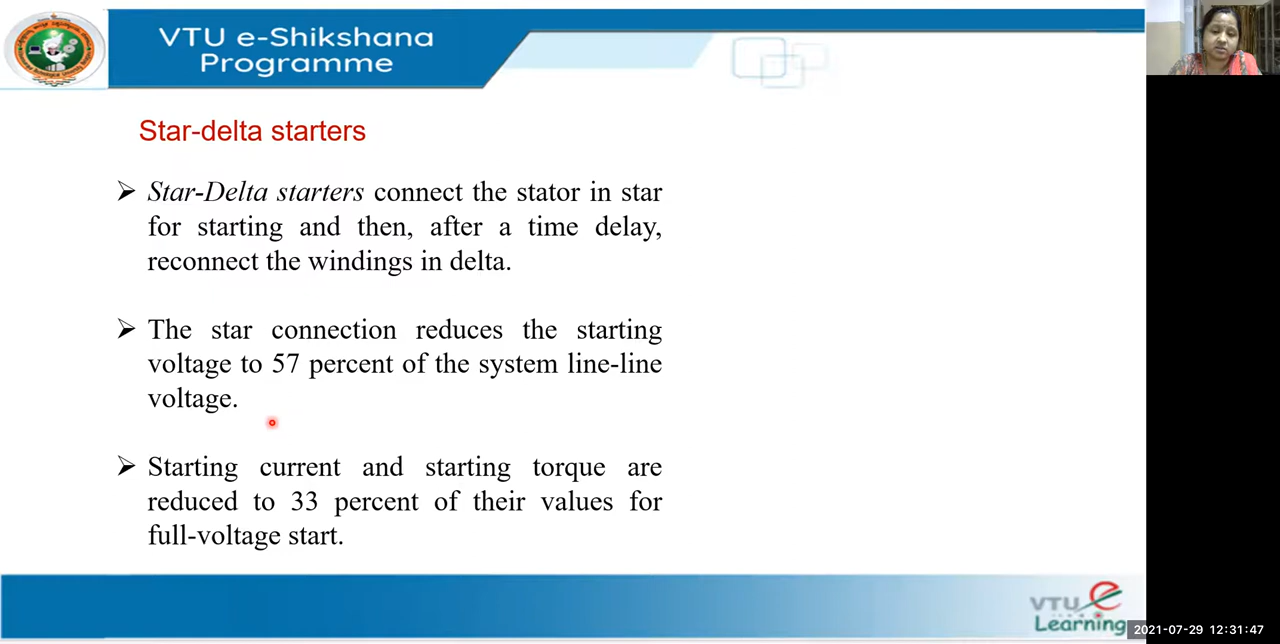 VTU e-Shikshana
Programme
Star-delta starters
➢ Star-Delta starters connect the stator in star
for starting and then, after a time delay,
reconnect the windings in delta.
➢ The star connection reduces the starting
voltage to 57 percent of the system line-line
voltage.
➢ Starting current and starting torque are
reduced to 33 percent of their values for
full-voltage start.
VTU e
Learning
2021-07-29 12:31:47